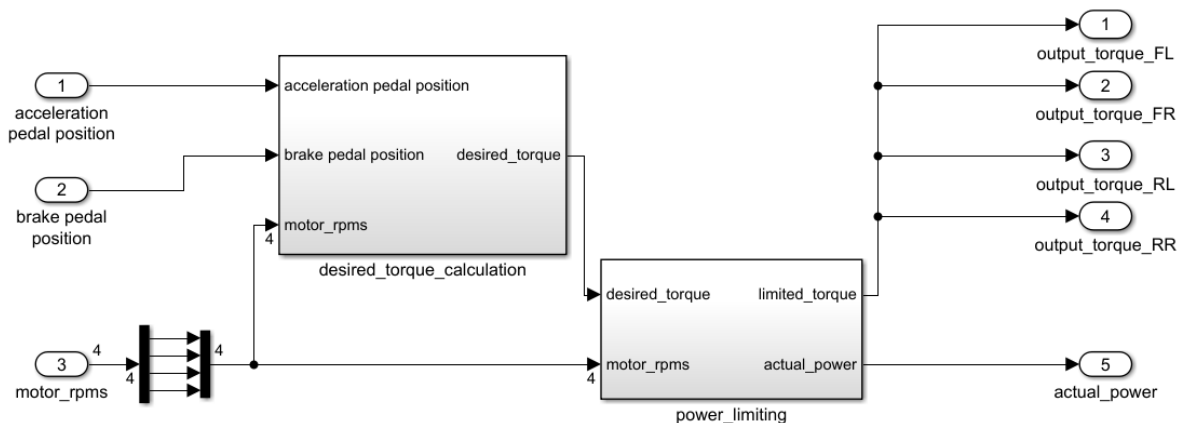 1
acceleration
pedal position
2
brake pedal
position
3
motor_rpms
4
4
4
acceleration pedal position
brake pedal position
desired_torque
motor_rpms
4
desired_torque_calculation
desired_torque
limited_torque
motor_rpms
4
actual_power
power_limiting
1
output_torque_FL
2
output_torque_FR
3
output_torque_RL
4
output_torque_RR
5
actual_power